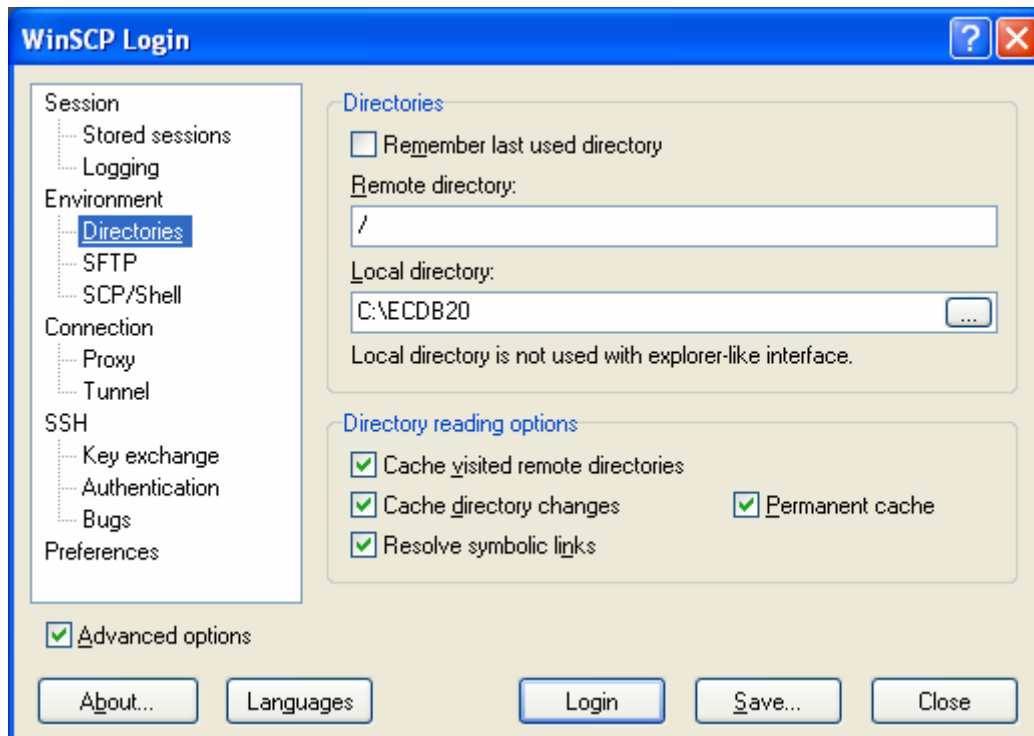 WinSCP Login
Session
Stored sessions
Logging
Environment
Directories
SFTP
SCP/Shell
Connection
Proxy
Tunnel
SSH
Key exchange
Authentication
Bugs
Preferences
Directories
Remember last used directory
Remote directory:
/
Local directory:
C:\ECDB20
...
Local directory is not used with explorer-like interface.
Directory reading options
Cache visited remote directories
Cache directory changes Permanent cache
Resolve symbolic links
Advanced options
About... Languages Login Save... Close